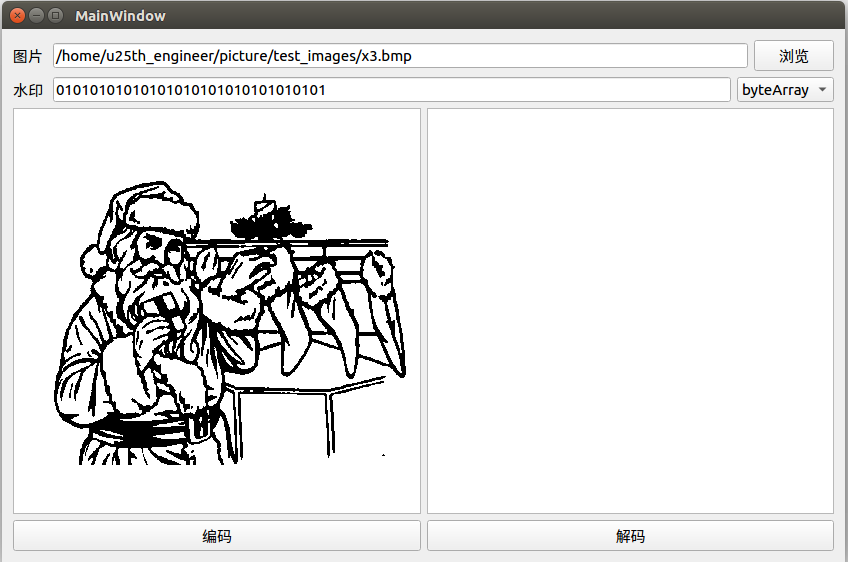 MainWindow
图片 /home/u25th_engineer/picture/test_images/x3.bmp 浏览
水印 01010101010101010101010101010101 byteArray
编码 解码